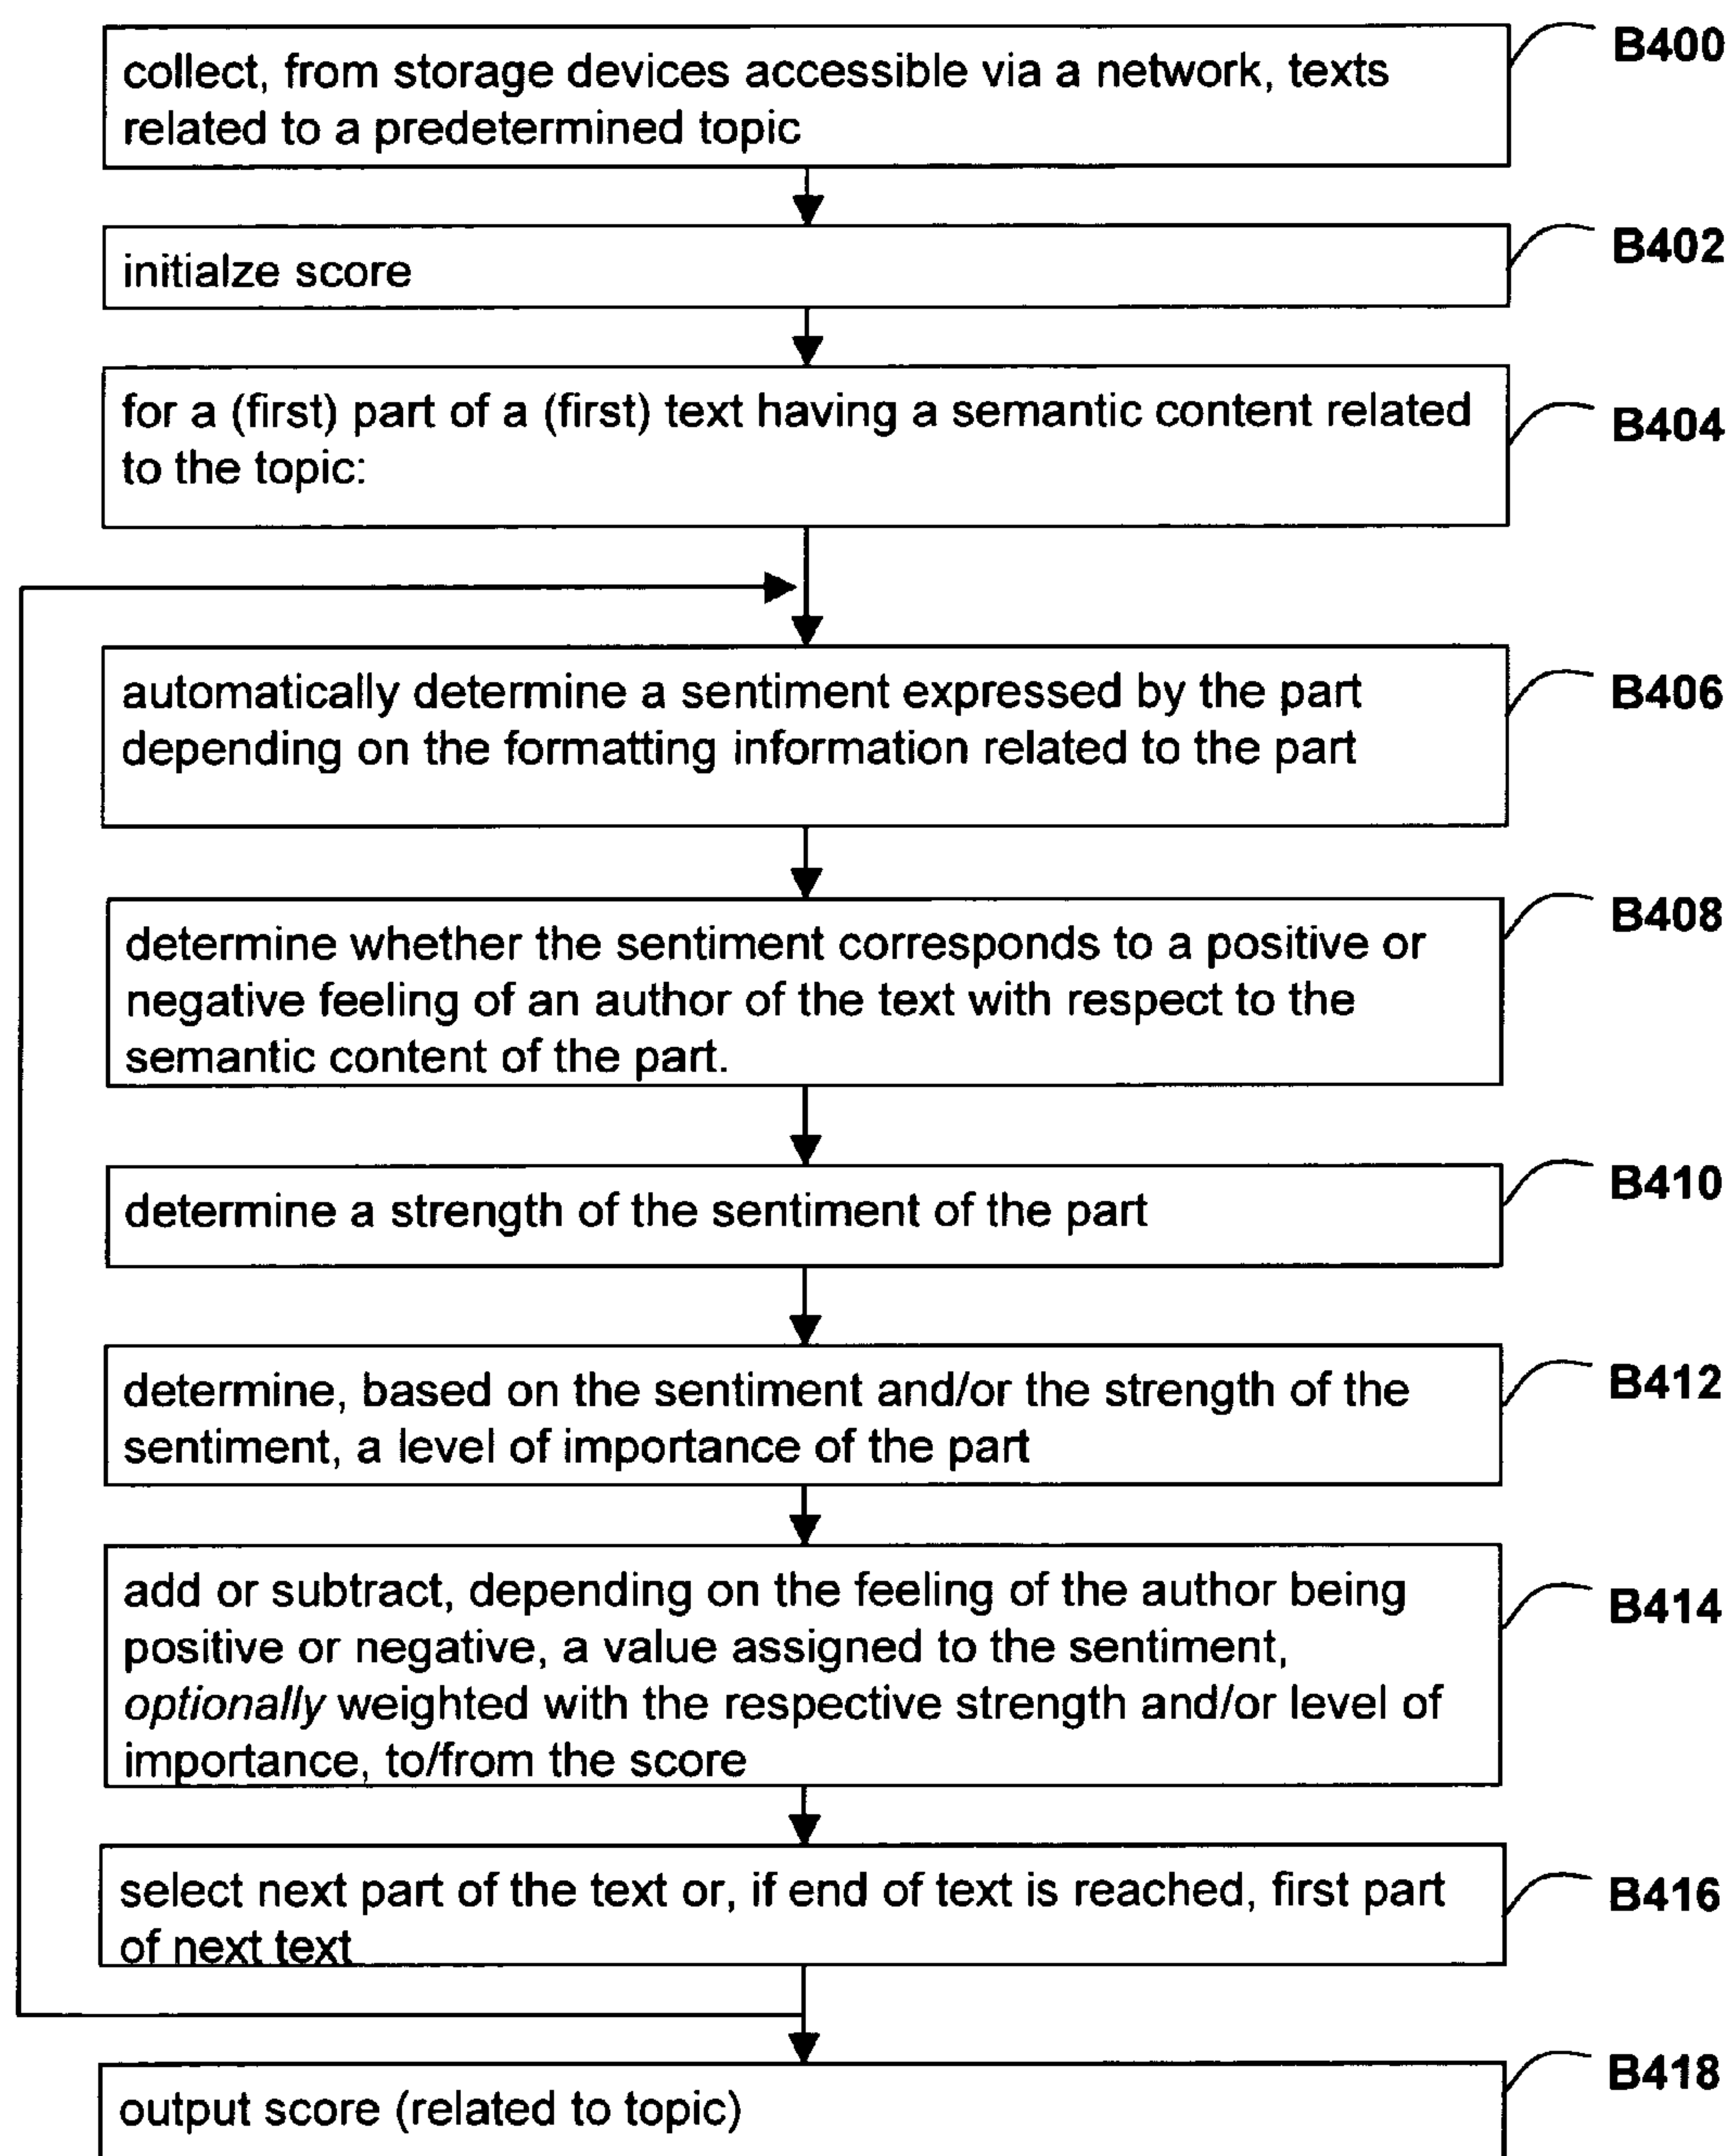 collect, from storage devices accessible via a network, texts
related to a predetermined topic
B400
initialze score
B402
for a (first) part of a (first) text having a semantic content related
to the topic:
B404
automatically determine a sentiment expressed by the part
depending on the formatting information related to the part
B406
determine whether the sentiment corresponds to a positive or
negative feeling of an author of the text with respect to the
semantic content of the part.
B408
determine a strength of the sentiment of the part
B410
determine, based on the sentiment and/or the strength of the
sentiment, a level of importance of the part
B412
add or subtract, depending on the feeling of the author being
positive or negative, a value assigned to the sentiment,
optionally weighted with the respective strength and/or level of
importance, to/from the score
B414
select next part of the text or, if end of text is reached, first part
of next text
B416
output score (related to topic)
B418